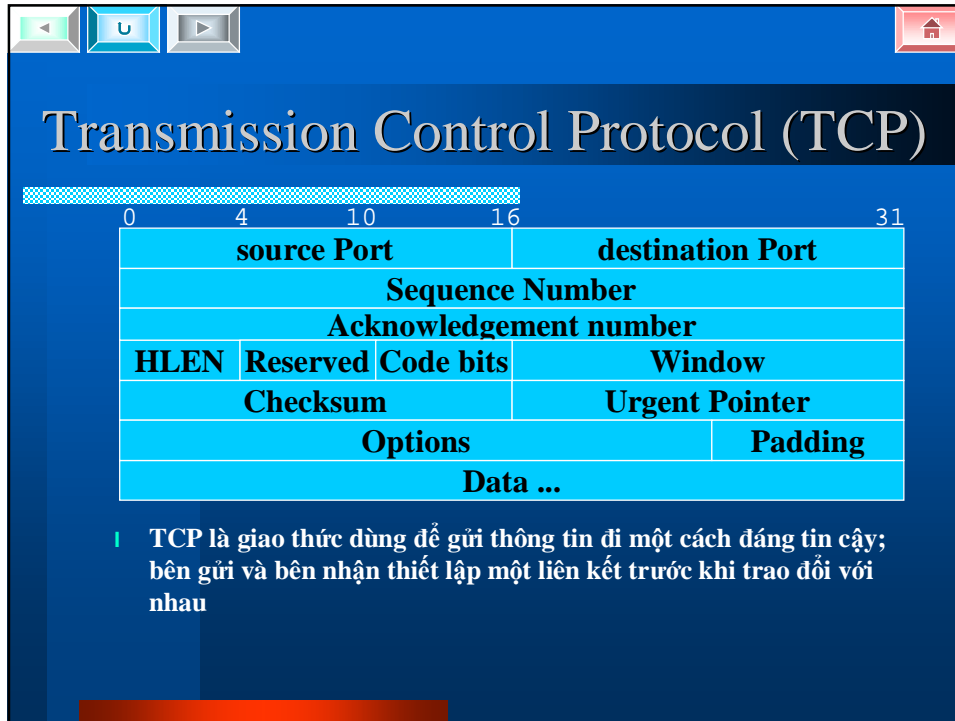 Transmission Control Protocol (TCP)
0 4 10 16 31
source Port destination Port
Sequence Number
Acknowledgement number
HLEN Reserved Code bits Window
Checksum Urgent Pointer
Options Padding
Data ...
l TCP là giao thức dùng để gửi thông tin đi một cách đáng tin cậy;
bên gửi và bên nhận thiết lập một liên kết trước khi trao đổi với
nhau